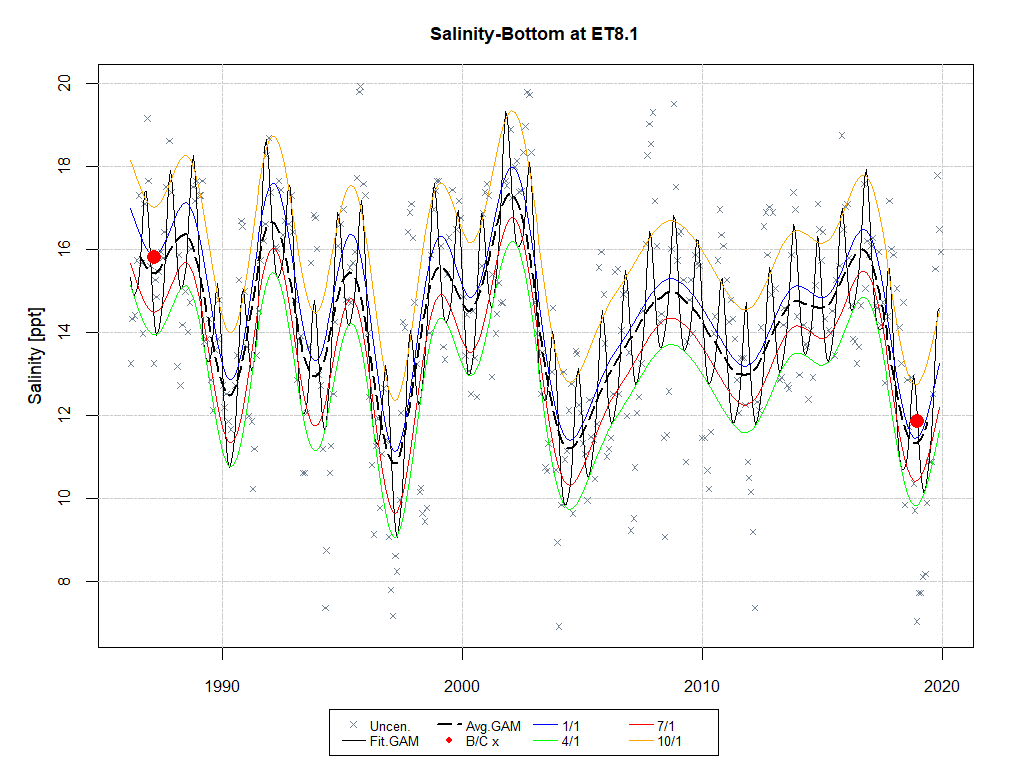 Salinity-Bottom at ET8.1
Salinity [ppt]
20
18
16
14
12
10
8
1990 2000 2010 2020
Uncen. Avg.GAM 1/1 7/1
Fit.GAM B/C x 4/1 10/1